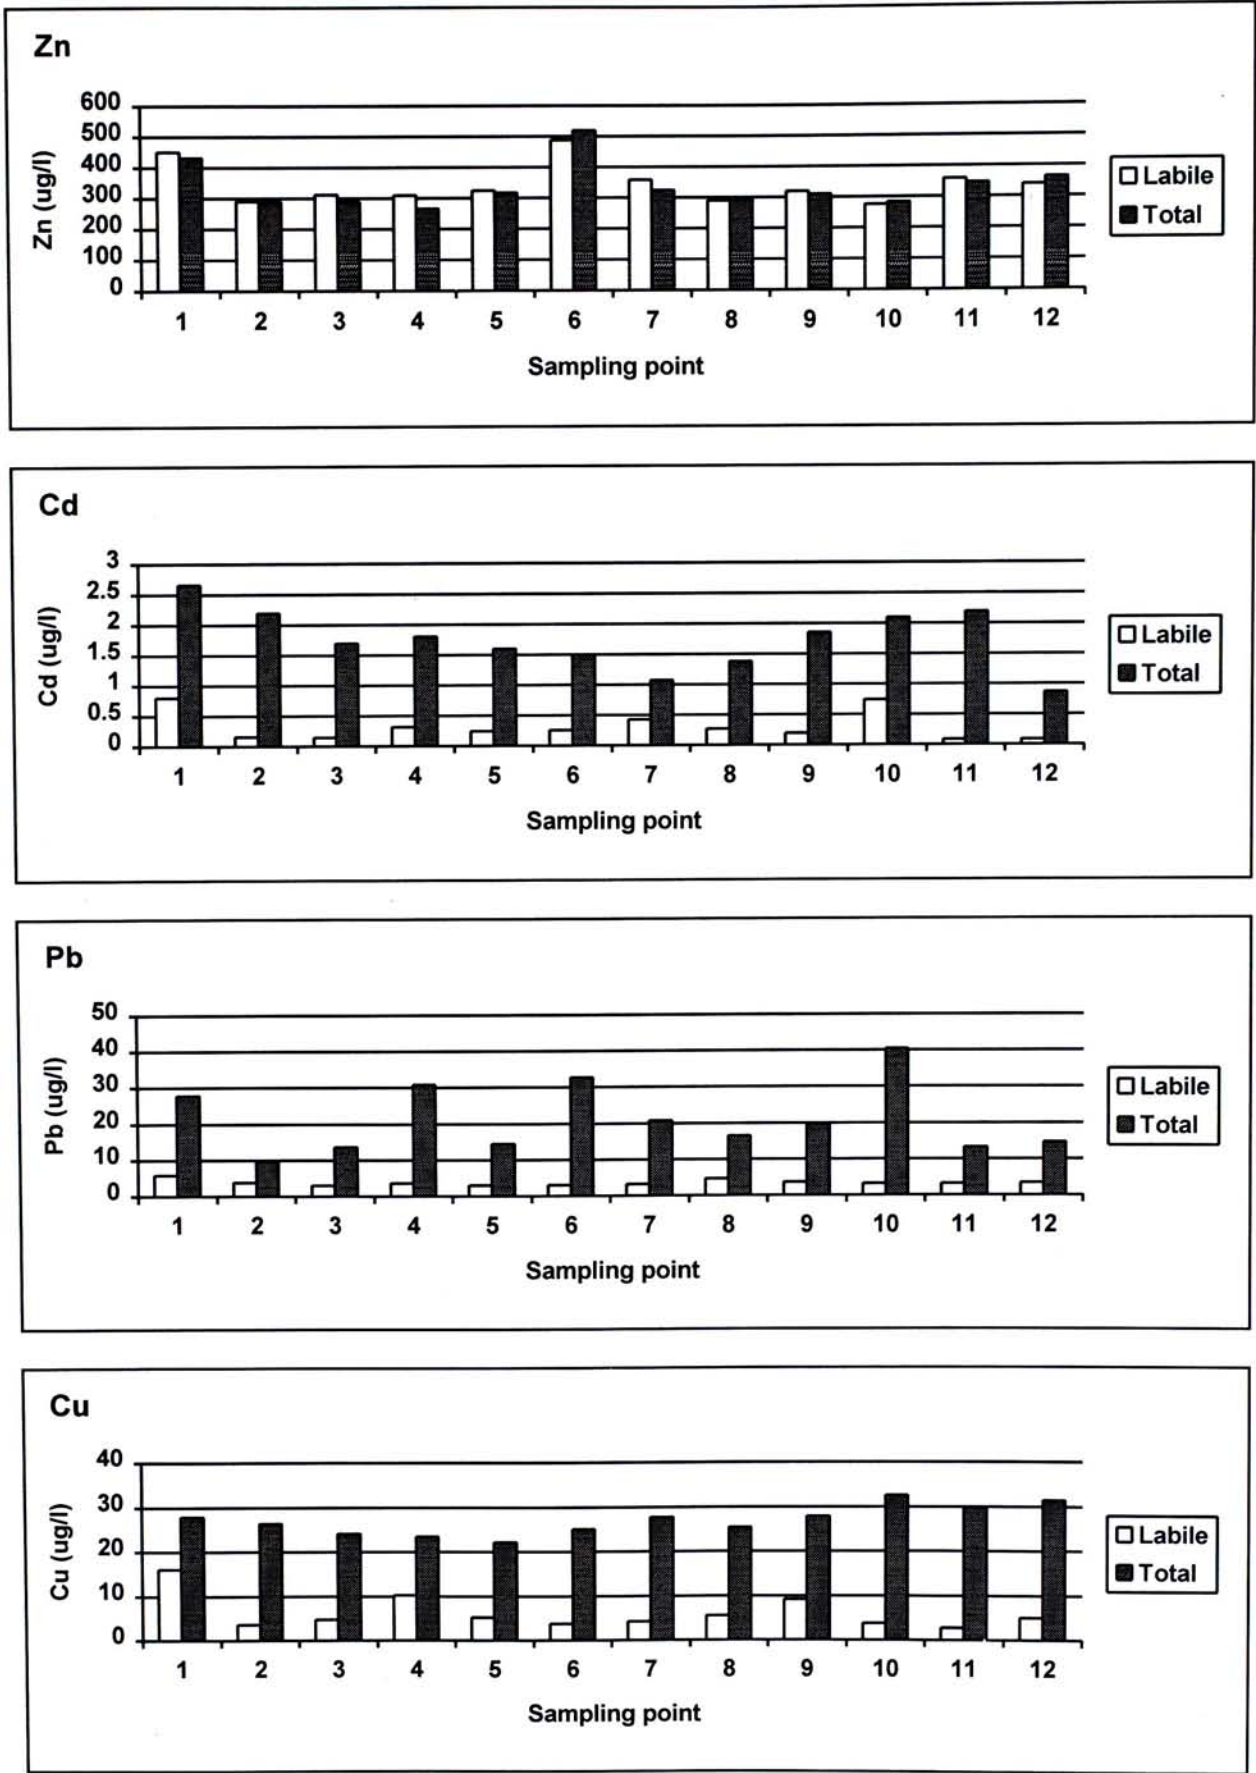 Zn
600
500
400
300
200
100
0
Zn (ug/l)
1 2 3 4 5 6 7 8 9 10 11 12
Sampling point
Labile
Total
Cd
3
2.5
2
1.5
1
0.5
0
Cd (ug/l)
1 2 3 4 5 6 7 8 9 10 11 12
Sampling point
Labile
Total
Pb
50
40
30
20
10
0
Pb (ug/l)
1 2 3 4 5 6 7 8 9 10 11 12
Sampling point
Labile
Total
Cu
40
30
20
10
0
Cu (ug/l)
1 2 3 4 5 6 7 8 9 10 11 12
Sampling point
Labile
Total